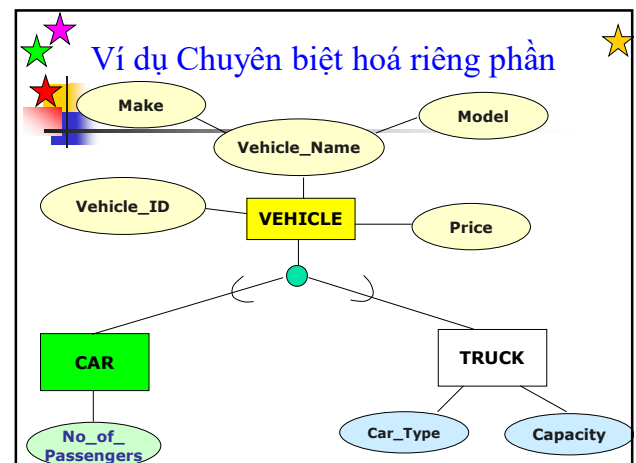 Ví dụ Chuyên biệt hoá riêng phần
Make
Model
Vehicle_Name
Vehicle_ID
VEHICLE
Price
CAR
TRUCK
No_of_
Passengers
Car_Type
Capacity